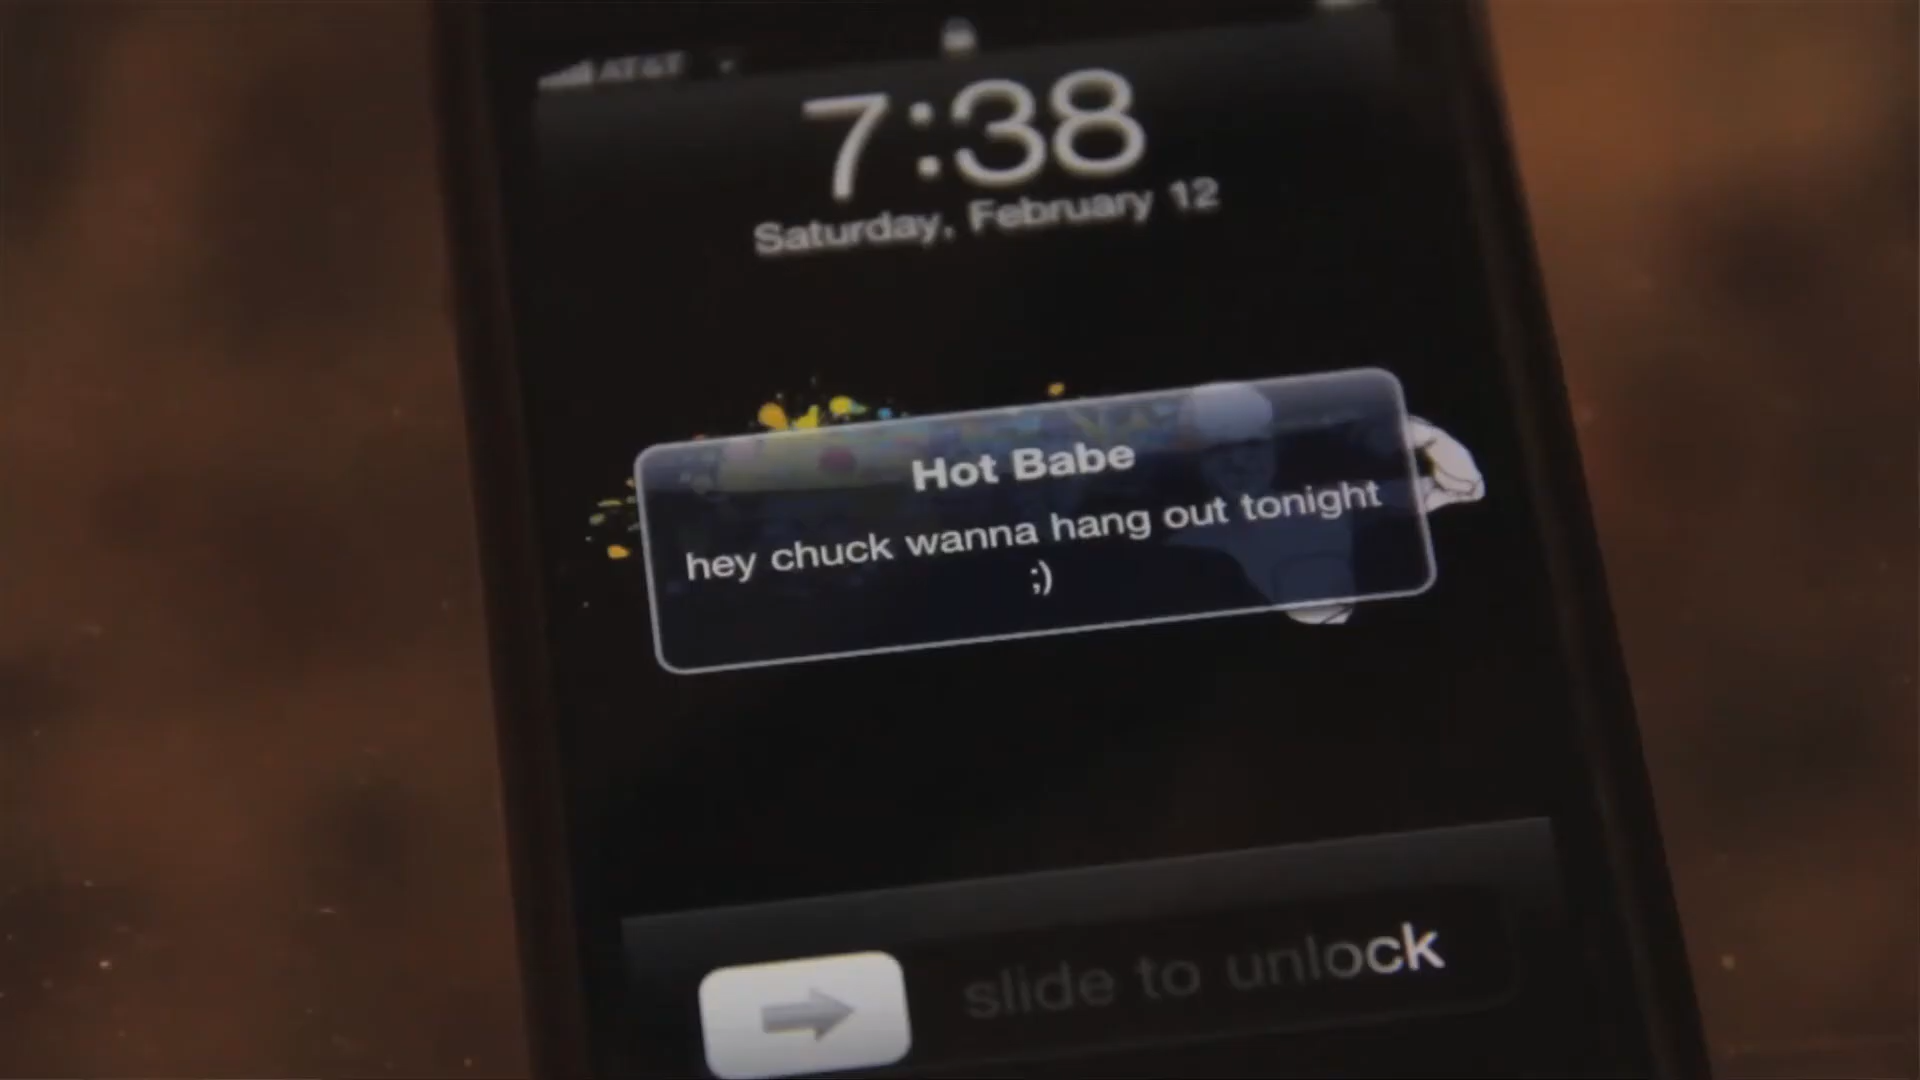 AT&T
7:38
Saturday, February 12
Hot Babe
hey chuck wanna hang out tonight
;)
slide to unlock